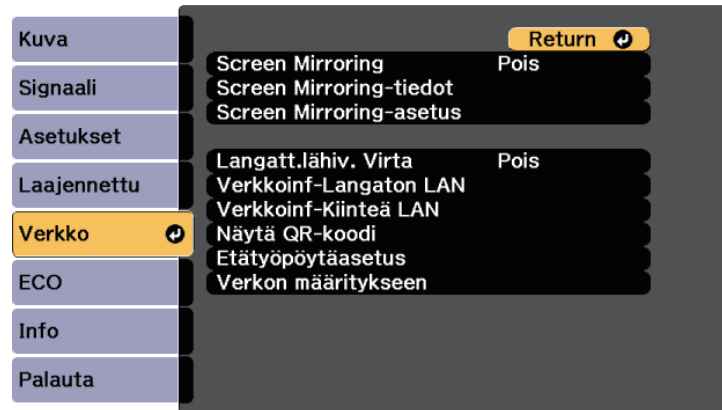 Kuva
Signaali
Asetukset
Laajennettu
Verkko
ECO
Info
Palauta
Return
Screen Mirroring Pois
Screen Mirroring-tiedot
Screen Mirroring-asetus
Langatt.lähiv. Virta Pois
Verkkoinf-Langaton LAN
Verkkoinf-Kiinteä LAN
Näytä QR-koodi
Etätyöpöytäasetus
Verkon määritykseen